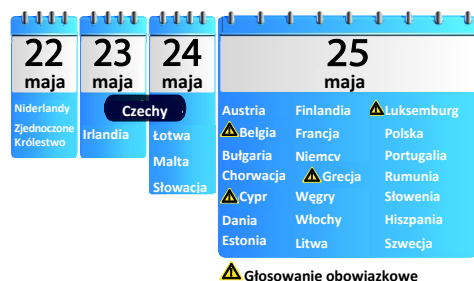 22
maja
Niderlandy
Zjednoczone
Królestwo
23
maja
Czechy
Irlandia
24
maja
Łotwa
Malta
Słowacja
25
maja
Austria Finlandia Luksemburg
Belgia Francja Polska
Bułgaria Niemcy Portugalia
Chorwacja Grecja Rumunia
Cypr Węgry Słowenia
Dania Włochy Hiszpania
Estonia Litwa Szwecja
Głosowanie obowiązkowe